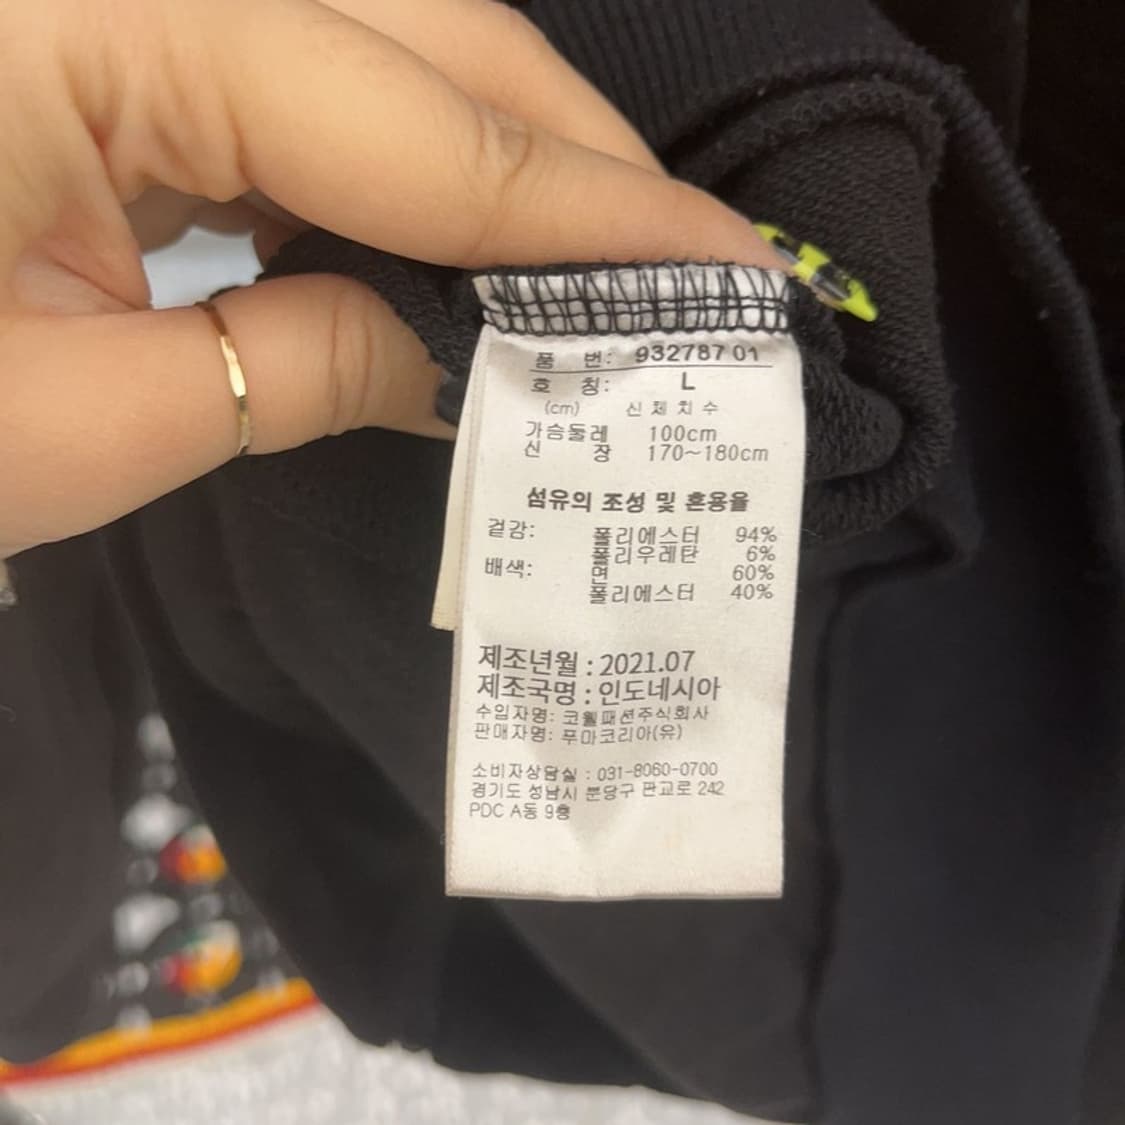 품 번: 932787 01
호 칭: L
(cm) 신체치수
가슴둘레 100cm
신 장 170~180cm
섬유의 조성 및 혼용율
겉감: 폴리에스터 94%
폴리우레탄 6%
배색: 면 60%
폴리에스터 40%
제조년월 : 2021.07
제조국명 : 인도네시아
수입자명: 코웰패션주식회사
판매자명: 푸마코리아(유)
소비자상담실 : 031-8060-0700
경기도 성남시 분당구 판교로 242
PDC A동 9층